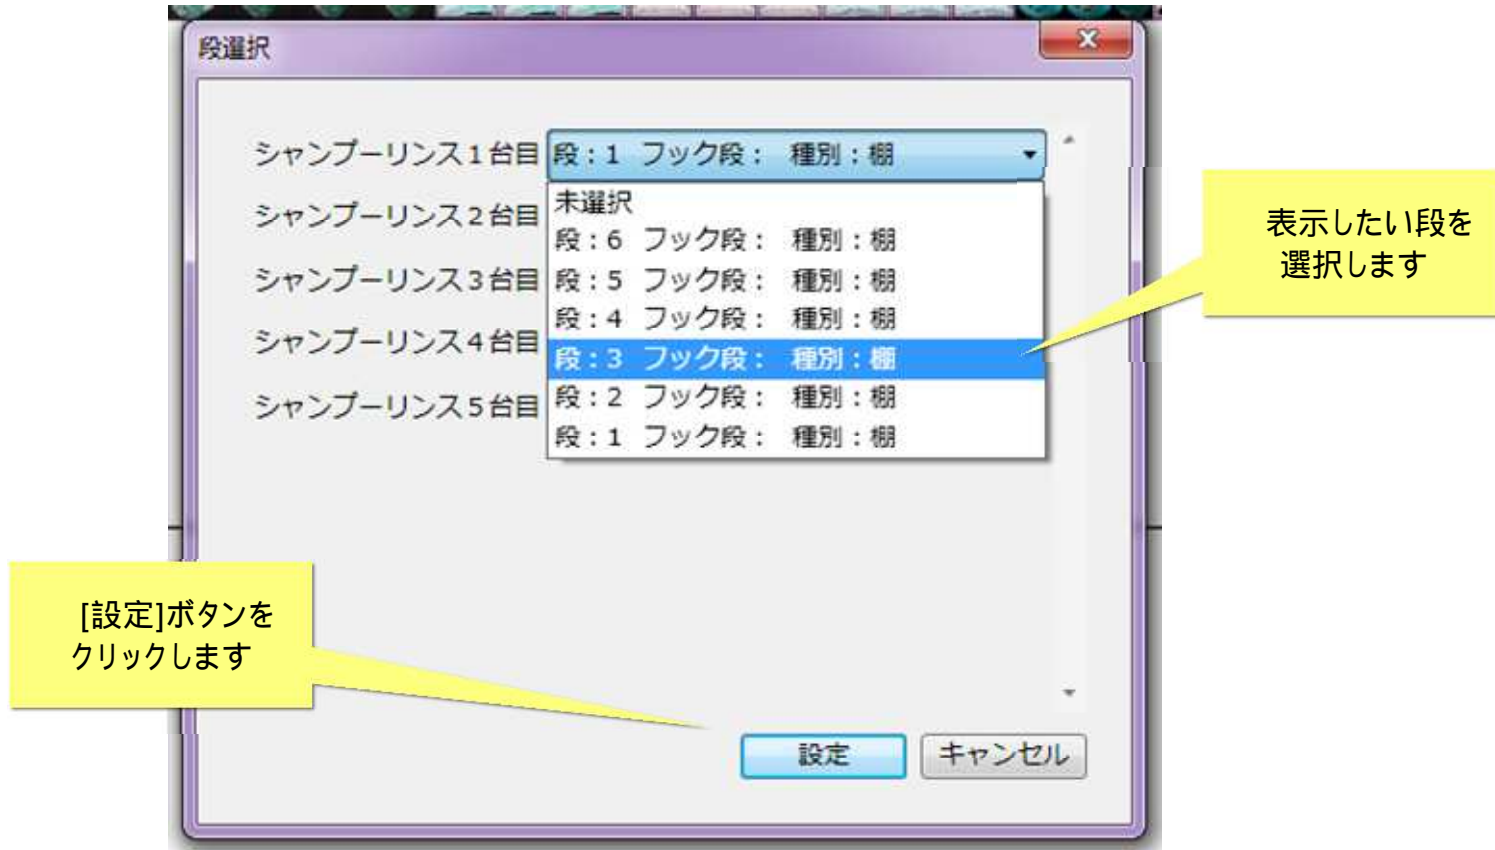 段選択
シャンプーリンス1台目 段：1 フック段： 種別：棚
シャンプーリンス2台目
シャンプーリンス3台目
シャンプーリンス4台目
シャンプーリンス5台目
未選択
段：6 フック段： 種別：棚
段：5 フック段： 種別：棚
段：4 フック段： 種別：棚
段：3 フック段： 種別：棚
段：2 フック段： 種別：棚
段：1 フック段： 種別：棚
表示したい段を
選択します
[設定]ボタンを
クリックします
設定 キャンセル